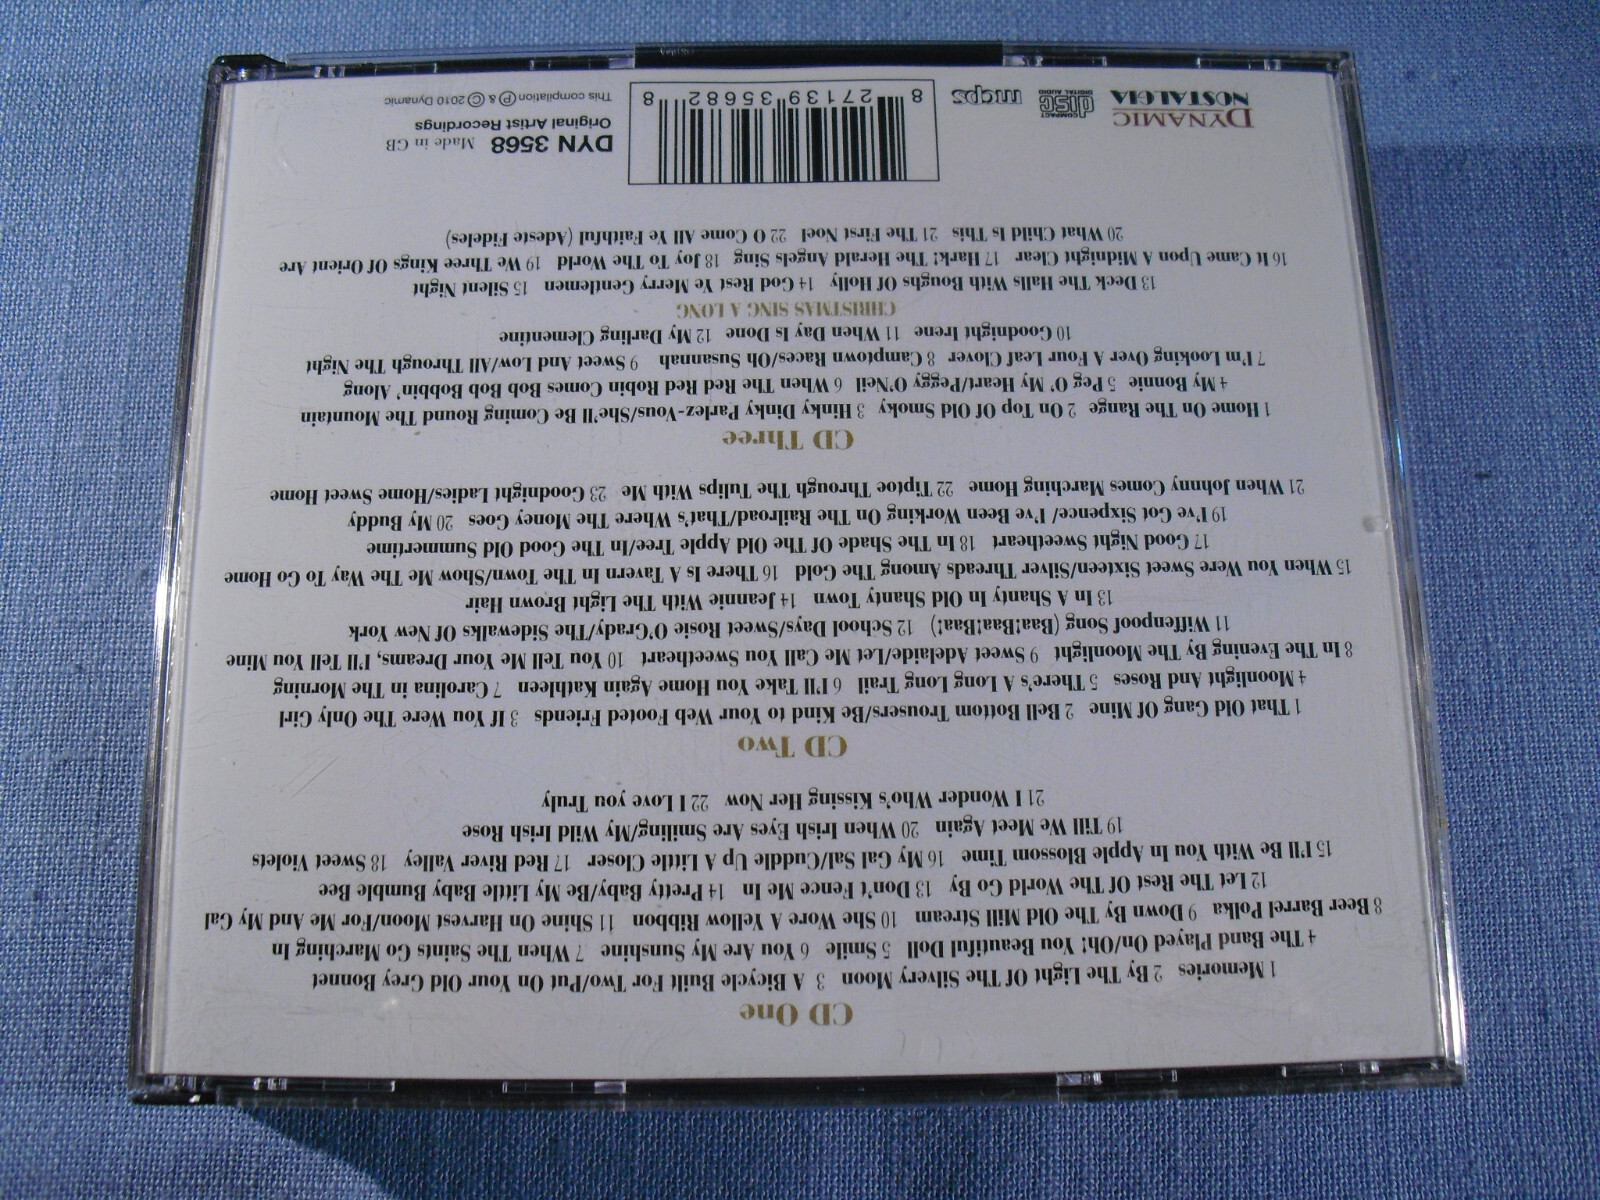 CD One
1 Memories 2 By The Light Of The Silvery Moon 3 A Bicycle Built For Two/Put On Your Old Grey Bonnet
4 The Band Played On/Oh! You Beautiful Doll 5 Smile 6 You Are My Sunshine 7 When The Saints Go Marching In
8 Beer Barrel Polka 9 Down By The Old Mill Stream 10 She Wore A Yellow Ribbon 11 Shine On Harvest Moon/For Me And My Gal
12 Let The Rest Of The World Go By 13 Don't Fence Me In 14 Pretty Baby/Be My Little Baby Bumble Bee
15 I'll Be With You In Apple Blossom Time 16 My Gal Sal/Cuddle Up A Little Closer 17 Red River Valley 18 Sweet Violets
19 Till We Meet Again 20 When Irish Eyes Are Smiling/My Wild Irish Rose
21 I Wonder Who's Kissing Her Now 22 I Love you Truly
CD Two
1 That Old Gang Of Mine 2 Bell Bottom Trousers/Be Kind to Your Web Footed Friends 3 If You Were The Only Girl
4 Moonlight And Roses 5 There's A Long Long Trail 6 I'll Take You Home Again Kathleen 7 Carolina in The Morning
8 In The Evening By The Moonlight 9 Sweet Adelaide/Let Me Call You Sweetheart 10 You Tell Me Your Dreams, I'll Tell You Mine
11 Wiffenpoof Song (Baa!Baa!Baa!) 12 School Days/Sweet Rosie O'Grady/The Sidewalks Of New York
13 In A Shanty In Old Shanty Town 14 Jeannie With The Light Brown Hair
15 When You Were Sweet Sixteen/Silver Threads Among The Gold 16 There Is A Tavern In The Town/Show Me The Way To Go Home
17 Good Night Sweetheart 18 In The Shade Of The Old Apple Tree/In The Good Old Summertime
19 I've Got Sixpence/ I've Been Working On The Railroad/That's Where The Money Goes 20 My Buddy
21 When Johnny Comes Marching Home 22 Tiptoe Through The Tulips With Me 23 Goodnight Ladies/Home Sweet Home
CD Three
1 Home On The Range 2 On Top Of Old Smoky 3 Hinky Dinky Parlez-Vous/She'll Be Coming Round The Mountain
4 My Bonnie 5 Peg O' My Heart/Peggy O'Neil 6 When The Red Red Robin Comes Bob Bob Bobbin' Along
7 I'm Looking Over A Four Leaf Clover 8 Camptown Races/Oh Susannah 9 Sweet And Low/All Through The Night
10 Goodnight Irene 11 When Day Is Done 12 My Darling Clementine
CHRISTMAS SING A LONG
13 Deck The Halls With Boughs Of Holly 14 God Rest Ye Merry Gentlemen 15 Silent Night
16 It Came Upon A Midnight Clear 17 Hark! The Herald Angels Sing 18 Joy To The World 19 We Three Kings Of Orient Are
20 What Child Is This 21 The First Noel 22 O Come All Ye Faithful (Adeste Fideles)
DYNAMIC
NOSTALGIA
COMPACT
disc
DIGITAL AUDIO
mcps
8 27139 35682 8
DYN 3568 Made in GB
Original Artist Recordings
This compilation ℗ & © 2010 Dynamic